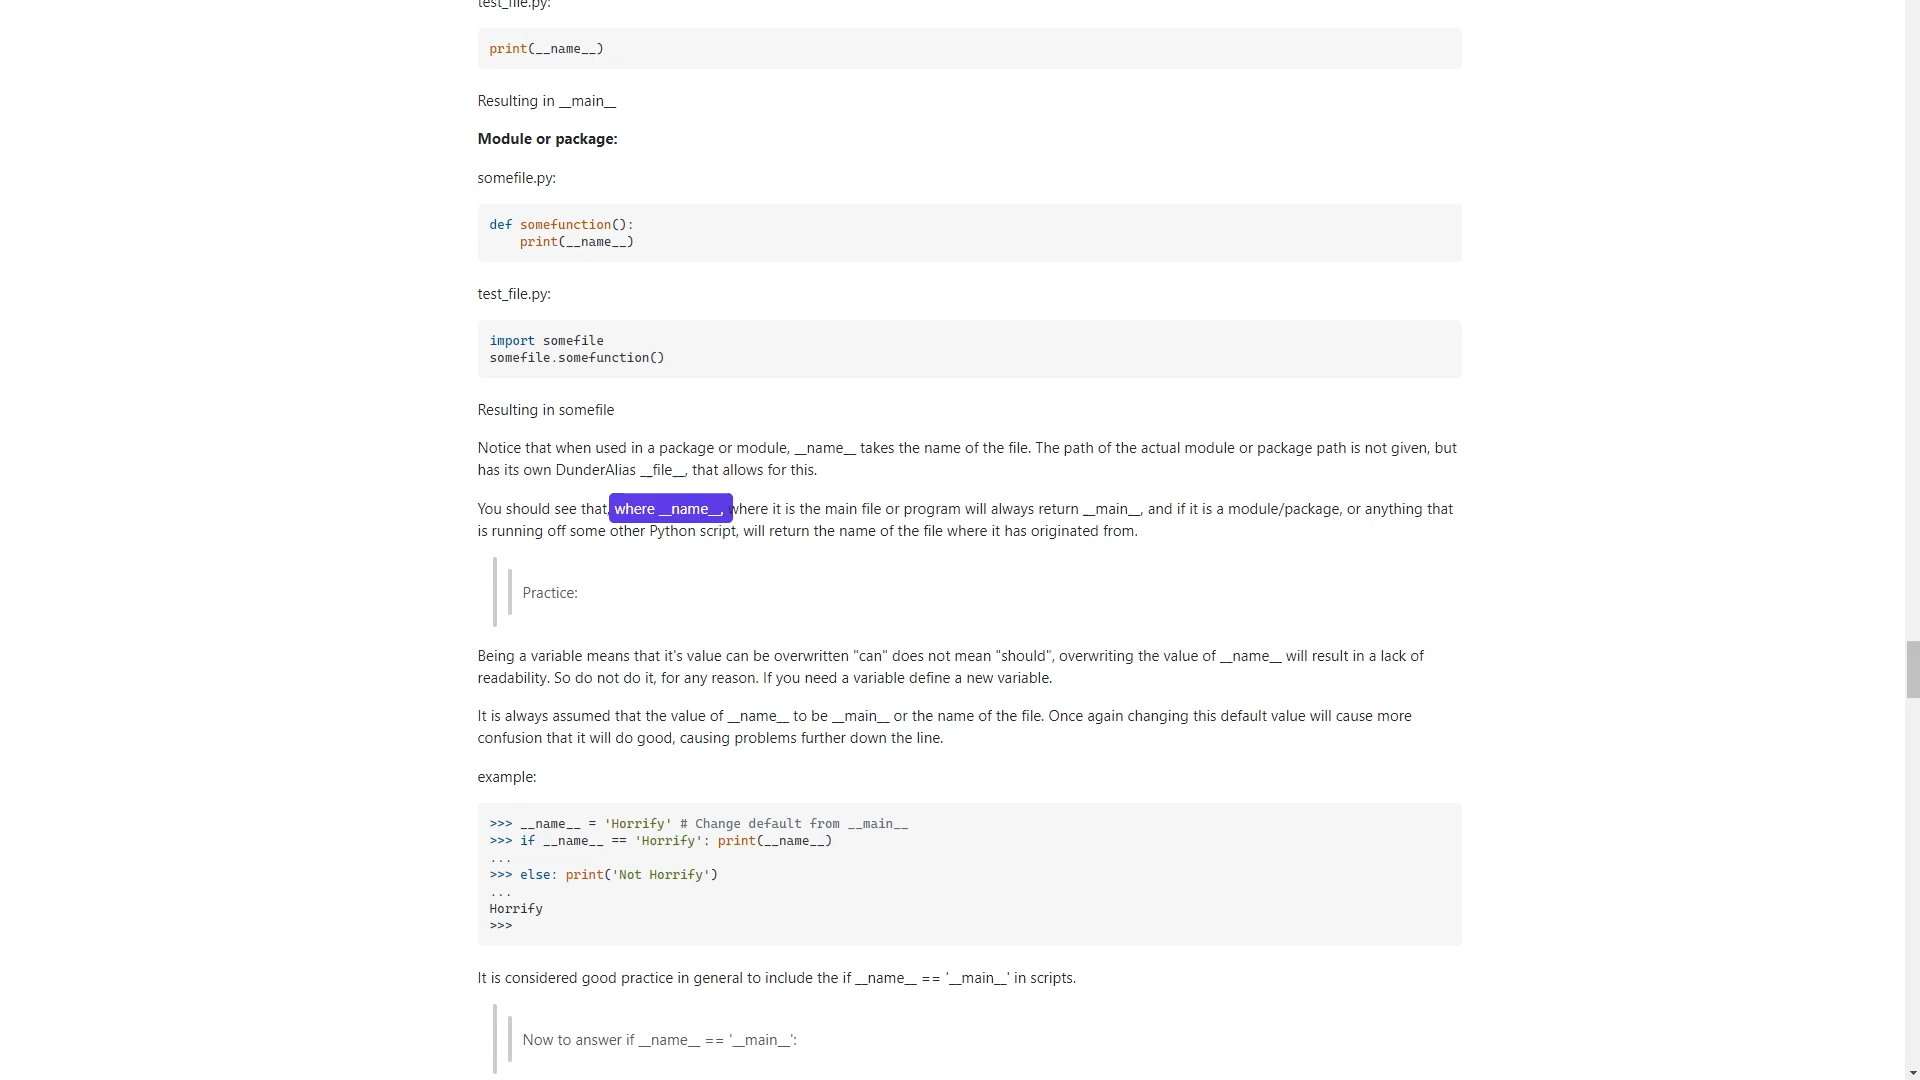 test_file.py:
print(__name__)
Resulting in __main__
Module or package:
somefile.py:
def somefunction():
    print(__name__)
test_file.py:
import somefile
somefile.somefunction()
Resulting in somefile
Notice that when used in a package or module, __name__ takes the name of the file. The path of the actual module or package path is not given, but
has its own DunderAlias __file__, that allows for this.
You should see that, where __name__, where it is the main file or program will always return __main__, and if it is a module/package, or anything that
is running off some other Python script, will return the name of the file where it has originated from.
Practice:
Being a variable means that it's value can be overwritten "can" does not mean "should", overwriting the value of __name__ will result in a lack of
readability. So do not do it, for any reason. If you need a variable define a new variable.
It is always assumed that the value of __name__ to be __main__ or the name of the file. Once again changing this default value will cause more
confusion that it will do good, causing problems further down the line.
example:
>>> __name__ = 'Horrify' # Change default from __main__
>>> if __name__ == 'Horrify': print(__name__)
...
>>> else: print('Not Horrify')
...
Horrify
>>>
It is considered good practice in general to include the if __name__ == '__main__' in scripts.
Now to answer if __name__ == '__main__':